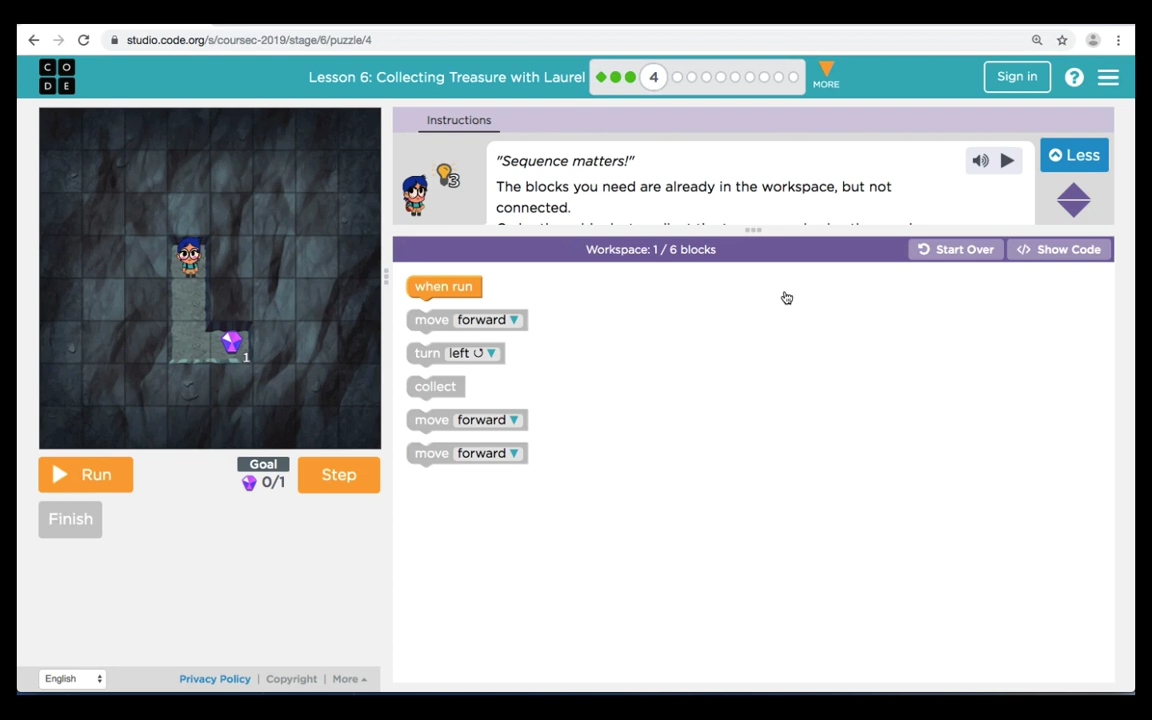 studio.code.org/s/coursec-2019/stage/6/puzzle/4
C O
D E
Lesson 6: Collecting Treasure with Laurel
4
MORE
Sign in
?
Instructions
3
"Sequence matters!"
The blocks you need are already in the workspace, but not
connected.
Less
Workspace: 1 / 6 blocks
Start Over
</> Show Code
when run
move forward
turn left
collect
move forward
move forward
1
Run
Goal
0/1
Step
Finish
English
Privacy Policy | Copyright | More